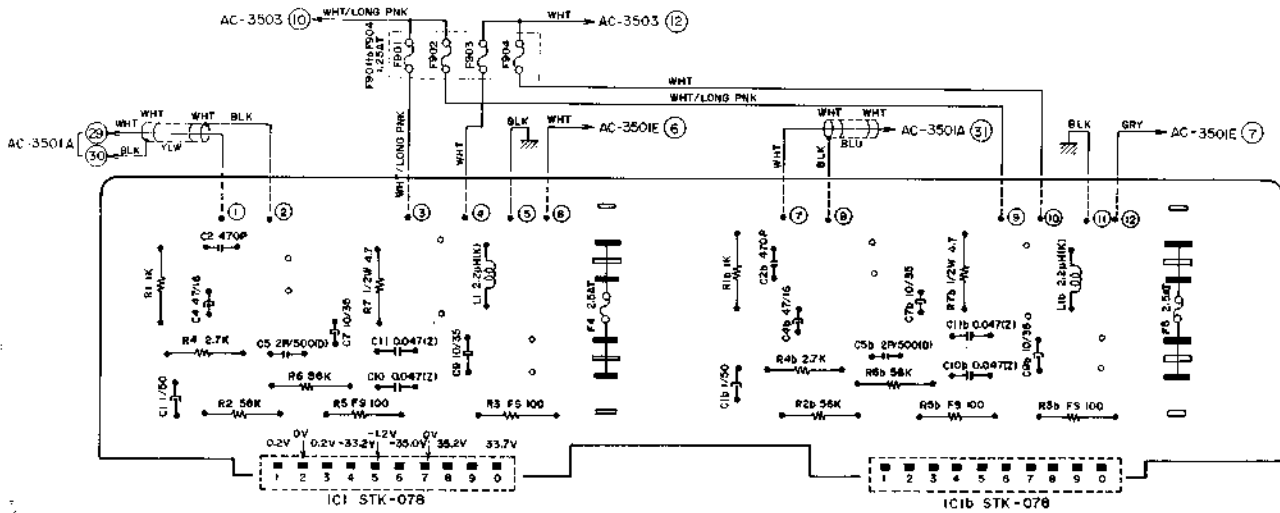 AC-3503 (10) WHT/LONG PNK
WHT AC-3503 (12)
F901toF904
1.25AT
F901
F902
F903
F904
WHT
WHT/LONG PNK
AC-3501A
29 WHT WHT WHT BLK
30 BLK YLW
WHT/LONG PNK
WHT
BLK
WHT AC-3501E (6)
WHT
BLK
WHT WHT
BLU
AC-3501A (31)
BLK
GRY AC-3501E (7)
1 2 3 4 5 6 7 8 9 10 11 12
C2 470P
R1 1K
C4 47/16
R7 1/2W 4.7
L1 2.2μH(K)
F4 2.5AT
R4 2.7K
C5 2P/500(D)
C7 10/35
C11 0.047(Z)
C9 10/35
C1 1/50
R6 56K
C10 0.047(Z)
R2 56K
R5 FS 100
R3 FS 100
R1b 1K
C2b 470P
C4b 47/16
C7b 10/35
R7b 1/2W 4.7
L1b 2.2μH(K)
2.5AT
C11b 0.047(Z)
C5b 2P/500(D)
R4b 2.7K
C10b 0.047(Z)
C9b 10/35
C1b 1/50
R6b 56K
R2b 56K
R5b FS 100
R3b FS 100
0V -1.2V 0V
0.2V 0.2V -33.2V -35.0V 35.2V 33.7V
1 2 3 4 5 6 7 8 9 0
1 2 3 4 5 6 7 8 9 0
IC1 STK-078
IC1b STK-078